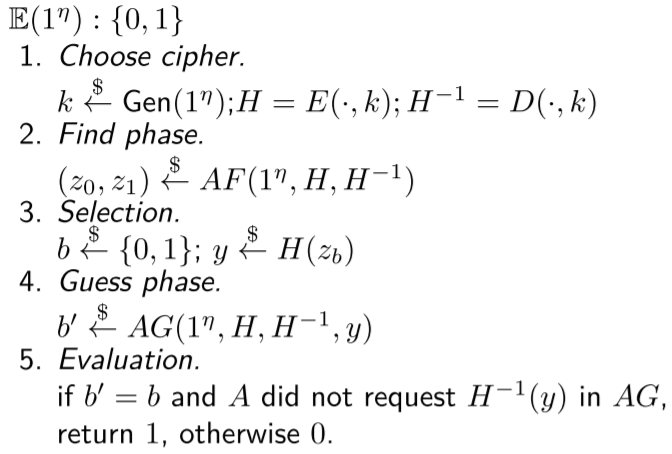 𝔼(1^η) : {0, 1}
1. Choose cipher.
k ←$ Gen(1^η);H = E(·, k); H^{−1} = D(·, k)
2. Find phase.
(z_0, z_1) ←$ AF(1^η, H, H^{−1})
3. Selection.
b ←$ {0, 1}; y ←$ H(z_b)
4. Guess phase.
b′ ←$ AG(1^η, H, H^{−1}, y)
5. Evaluation.
if b′ = b and A did not request H^{−1}(y) in AG,
return 1, otherwise 0.